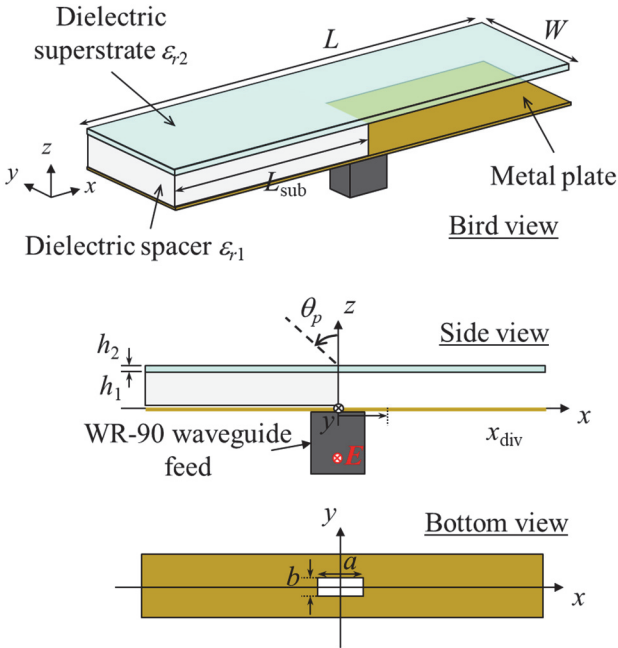 Dielectric
superstrate εr2
L
W
z
y
x
Lsub
Metal plate
Dielectric spacer εr1
Bird view
θp
z
Side view
h2
h1
y
x
WR-90 waveguide
feed
E
xdiv
y
Bottom view
a
b
x